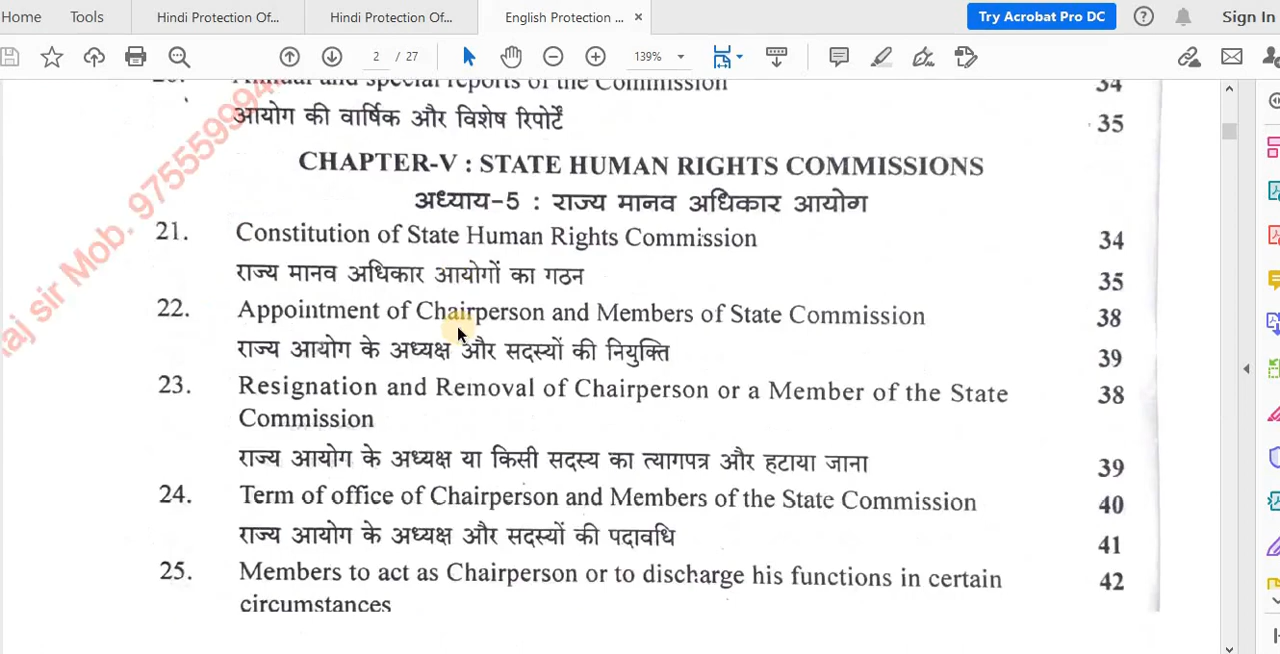 Home
Tools
Hindi Protection Of...
Hindi Protection Of...
English Protection ... ×
Try Acrobat Pro DC
Sign In
2 / 27
139%
Annual and special reports of the Commission 34
आयोग की वार्षिक और विशेष रिपोर्टें 35
CHAPTER-V : STATE HUMAN RIGHTS COMMISSIONS
अध्याय-5 : राज्य मानव अधिकार आयोग
21. Constitution of State Human Rights Commission 34
राज्य मानव अधिकार आयोगों का गठन 35
22. Appointment of Chairperson and Members of State Commission 38
राज्य आयोग के अध्यक्ष और सदस्यों की नियुक्ति 39
23. Resignation and Removal of Chairperson or a Member of the State 38
Commission
राज्य आयोग के अध्यक्ष या किसी सदस्य का त्यागपत्र और हटाया जाना 39
24. Term of office of Chairperson and Members of the State Commission 40
राज्य आयोग के अध्यक्ष और सदस्यों की पदावधि 41
25. Members to act as Chairperson or to discharge his functions in certain 42
circumstances
sir Mob. 975559994